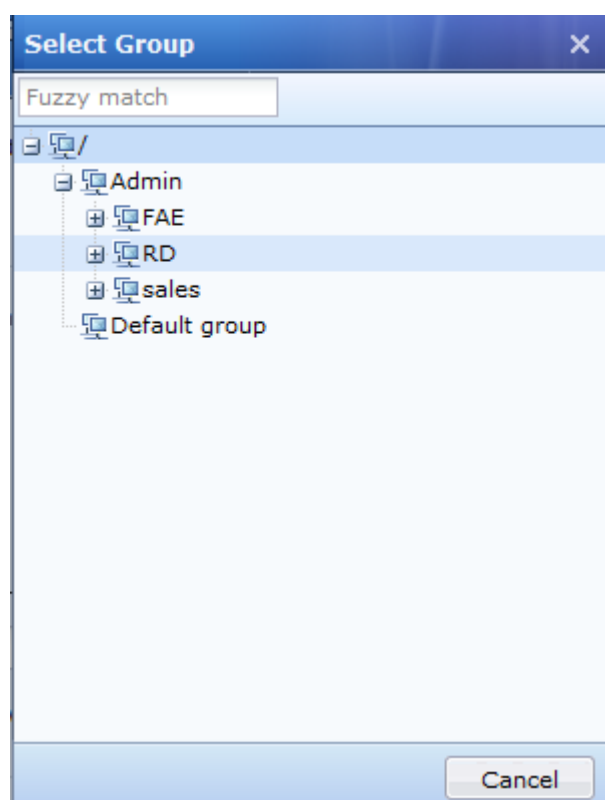 Select Group
Fuzzy match
/
Admin
FAE
RD
sales
Default group
Cancel